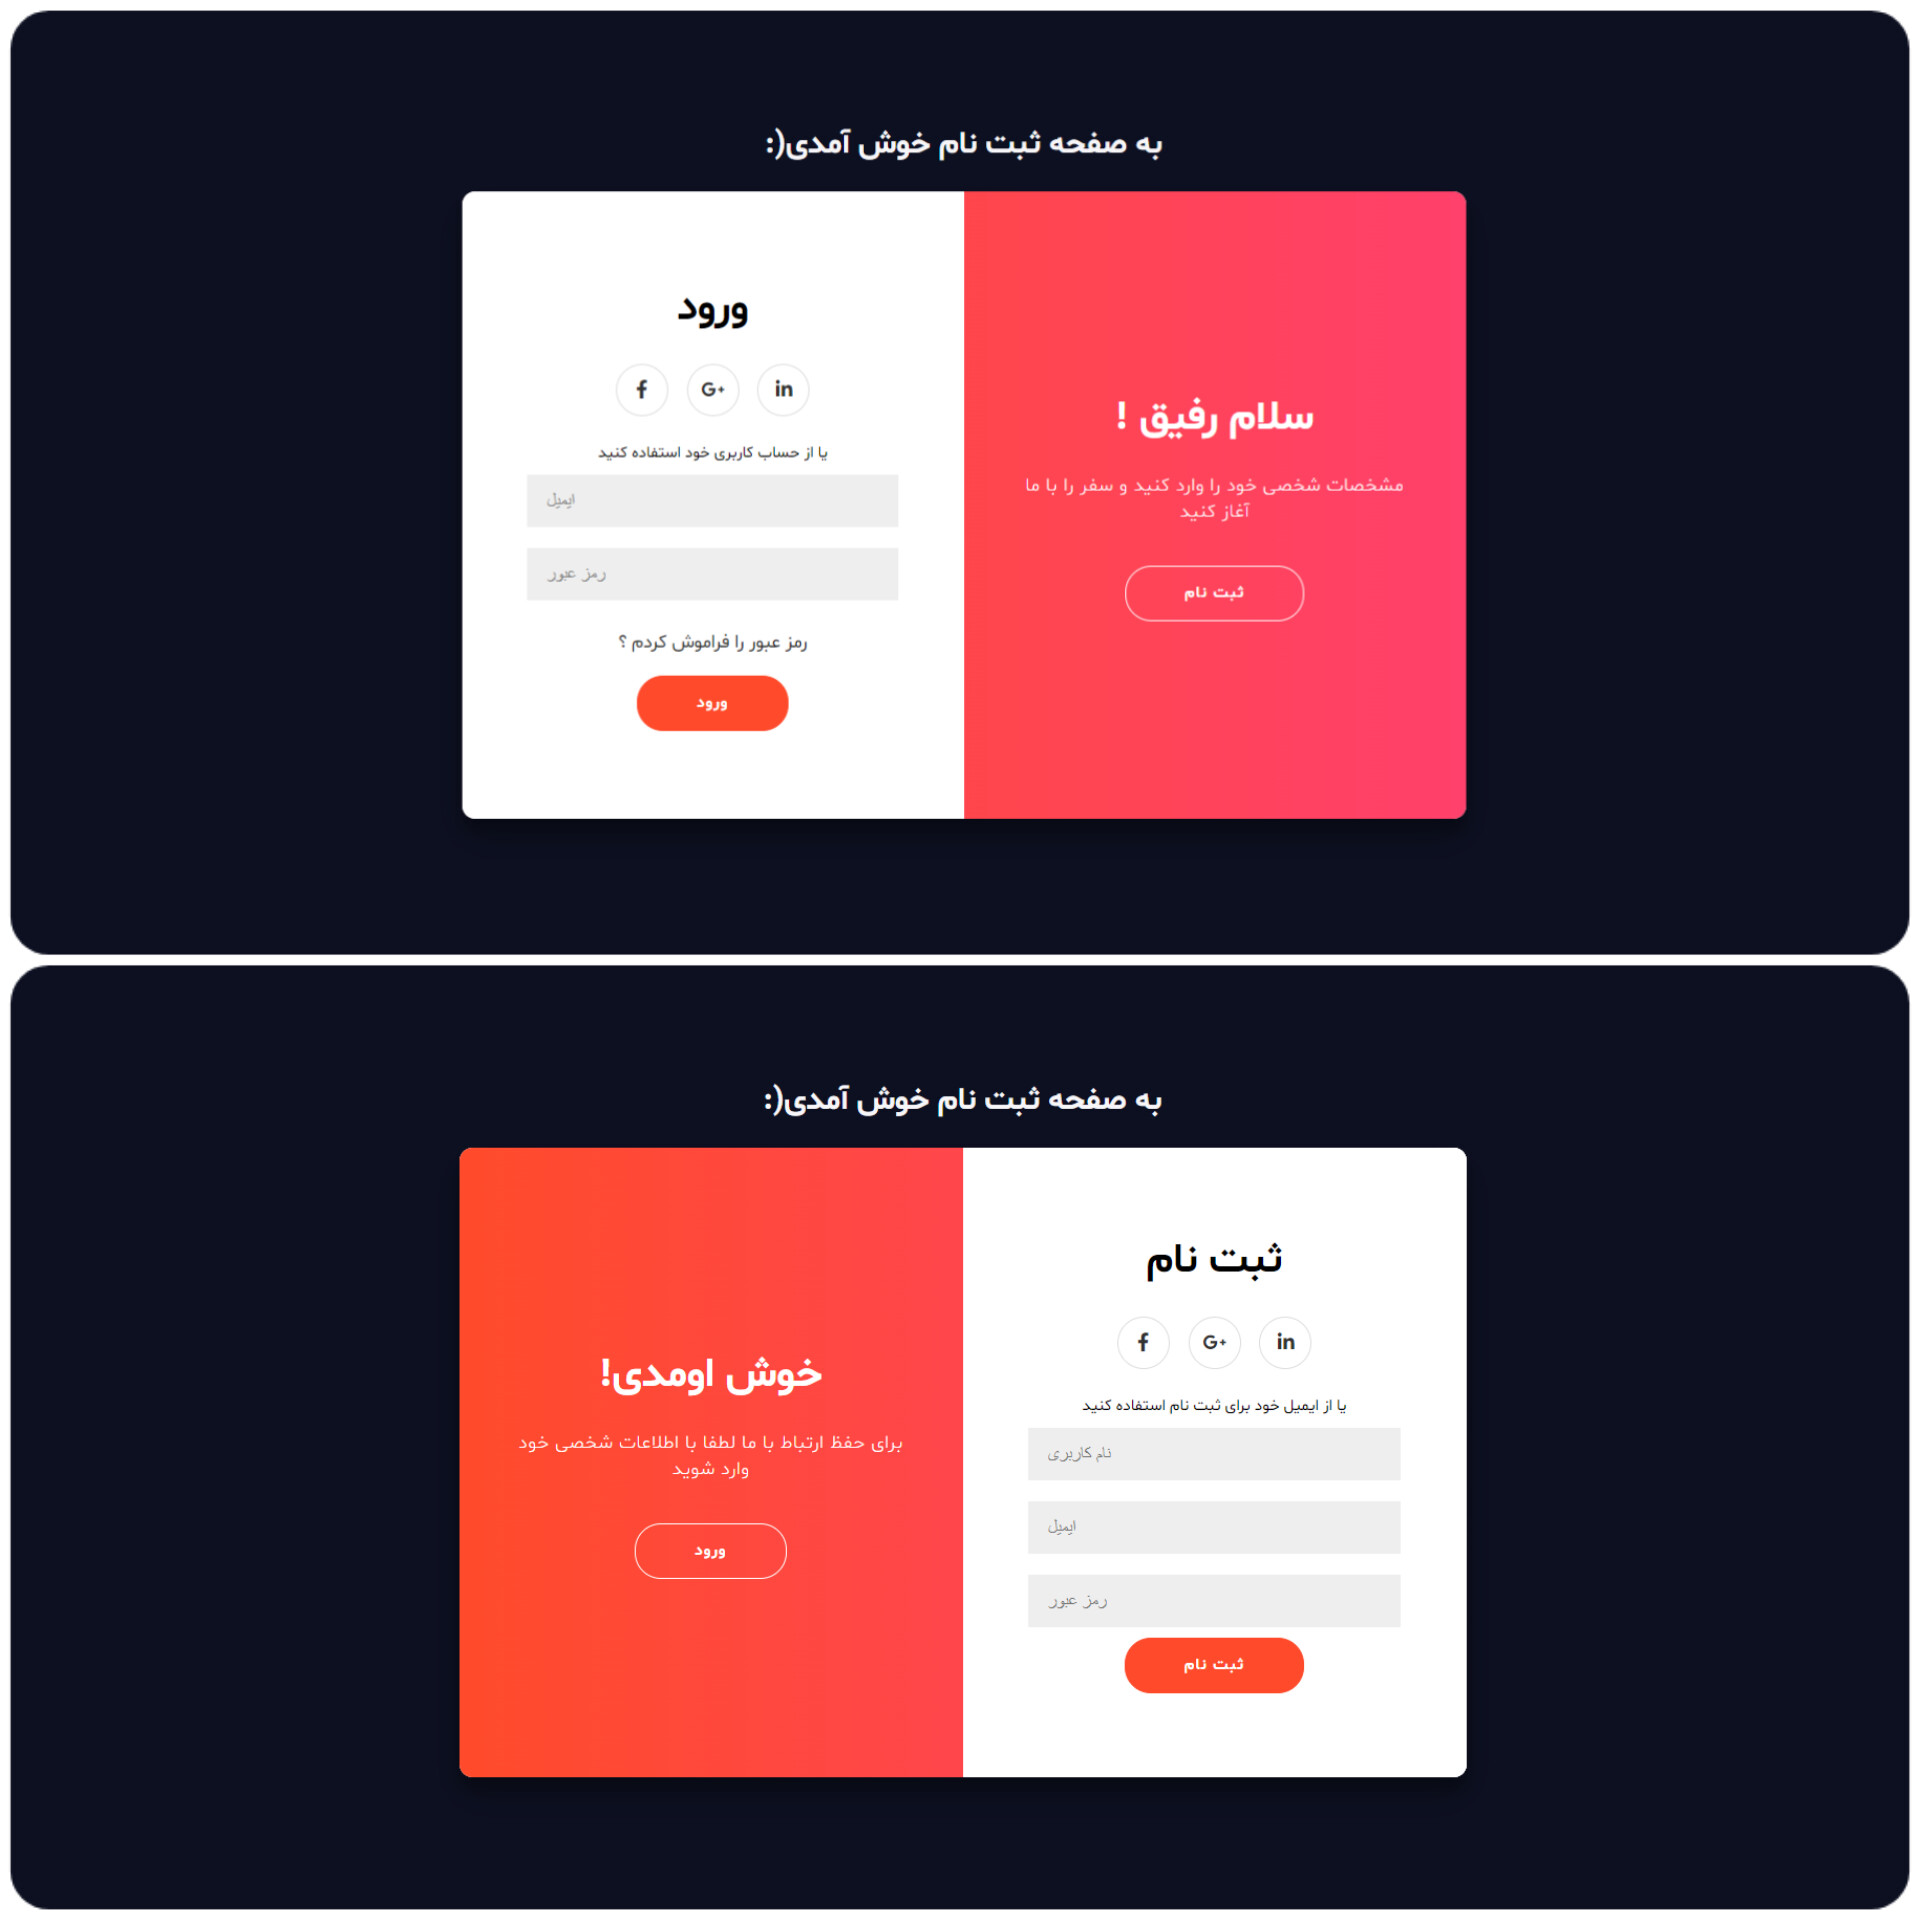 به صفحه ثبت نام خوش آمدی(:
ورود
f
G+
in
یا از حساب کاربری خود استفاده کنید
ایمیل
رمز عبور
رمز عبور را فراموش کردم ؟
ورود
سلام رفیق !
مشخصات شخصی خود را وارد کنید و سفر را با ما
آغاز کنید
ثبت نام
به صفحه ثبت نام خوش آمدی(:
خوش اومدی!
برای حفظ ارتباط با ما لطفا با اطلاعات شخصی خود
وارد شوید
ورود
ثبت نام
f
G+
in
یا از ایمیل خود برای ثبت نام استفاده کنید
نام کاربری
ایمیل
رمز عبور
ثبت نام